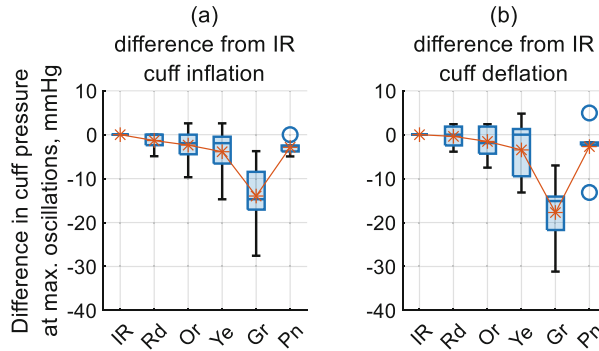 (a)
difference from IR
cuff inflation
(b)
difference from IR
cuff deflation
Difference in cuff pressure
at max. oscillations, mmHg
10
0
-10
-20
-30
-40
IR Rd Or Ye Gr Pn
10
0
-10
-20
-30
-40
IR Rd Or Ye Gr Pn